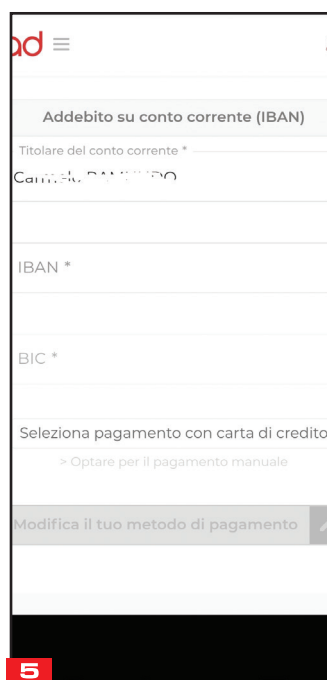 ad
Addebito su conto corrente (IBAN)
Titolare del conto corrente *
IBAN *
BIC *
Seleziona pagamento con carta di credito
> Optare per il pagamento manuale
Modifica il tuo metodo di pagamento
5